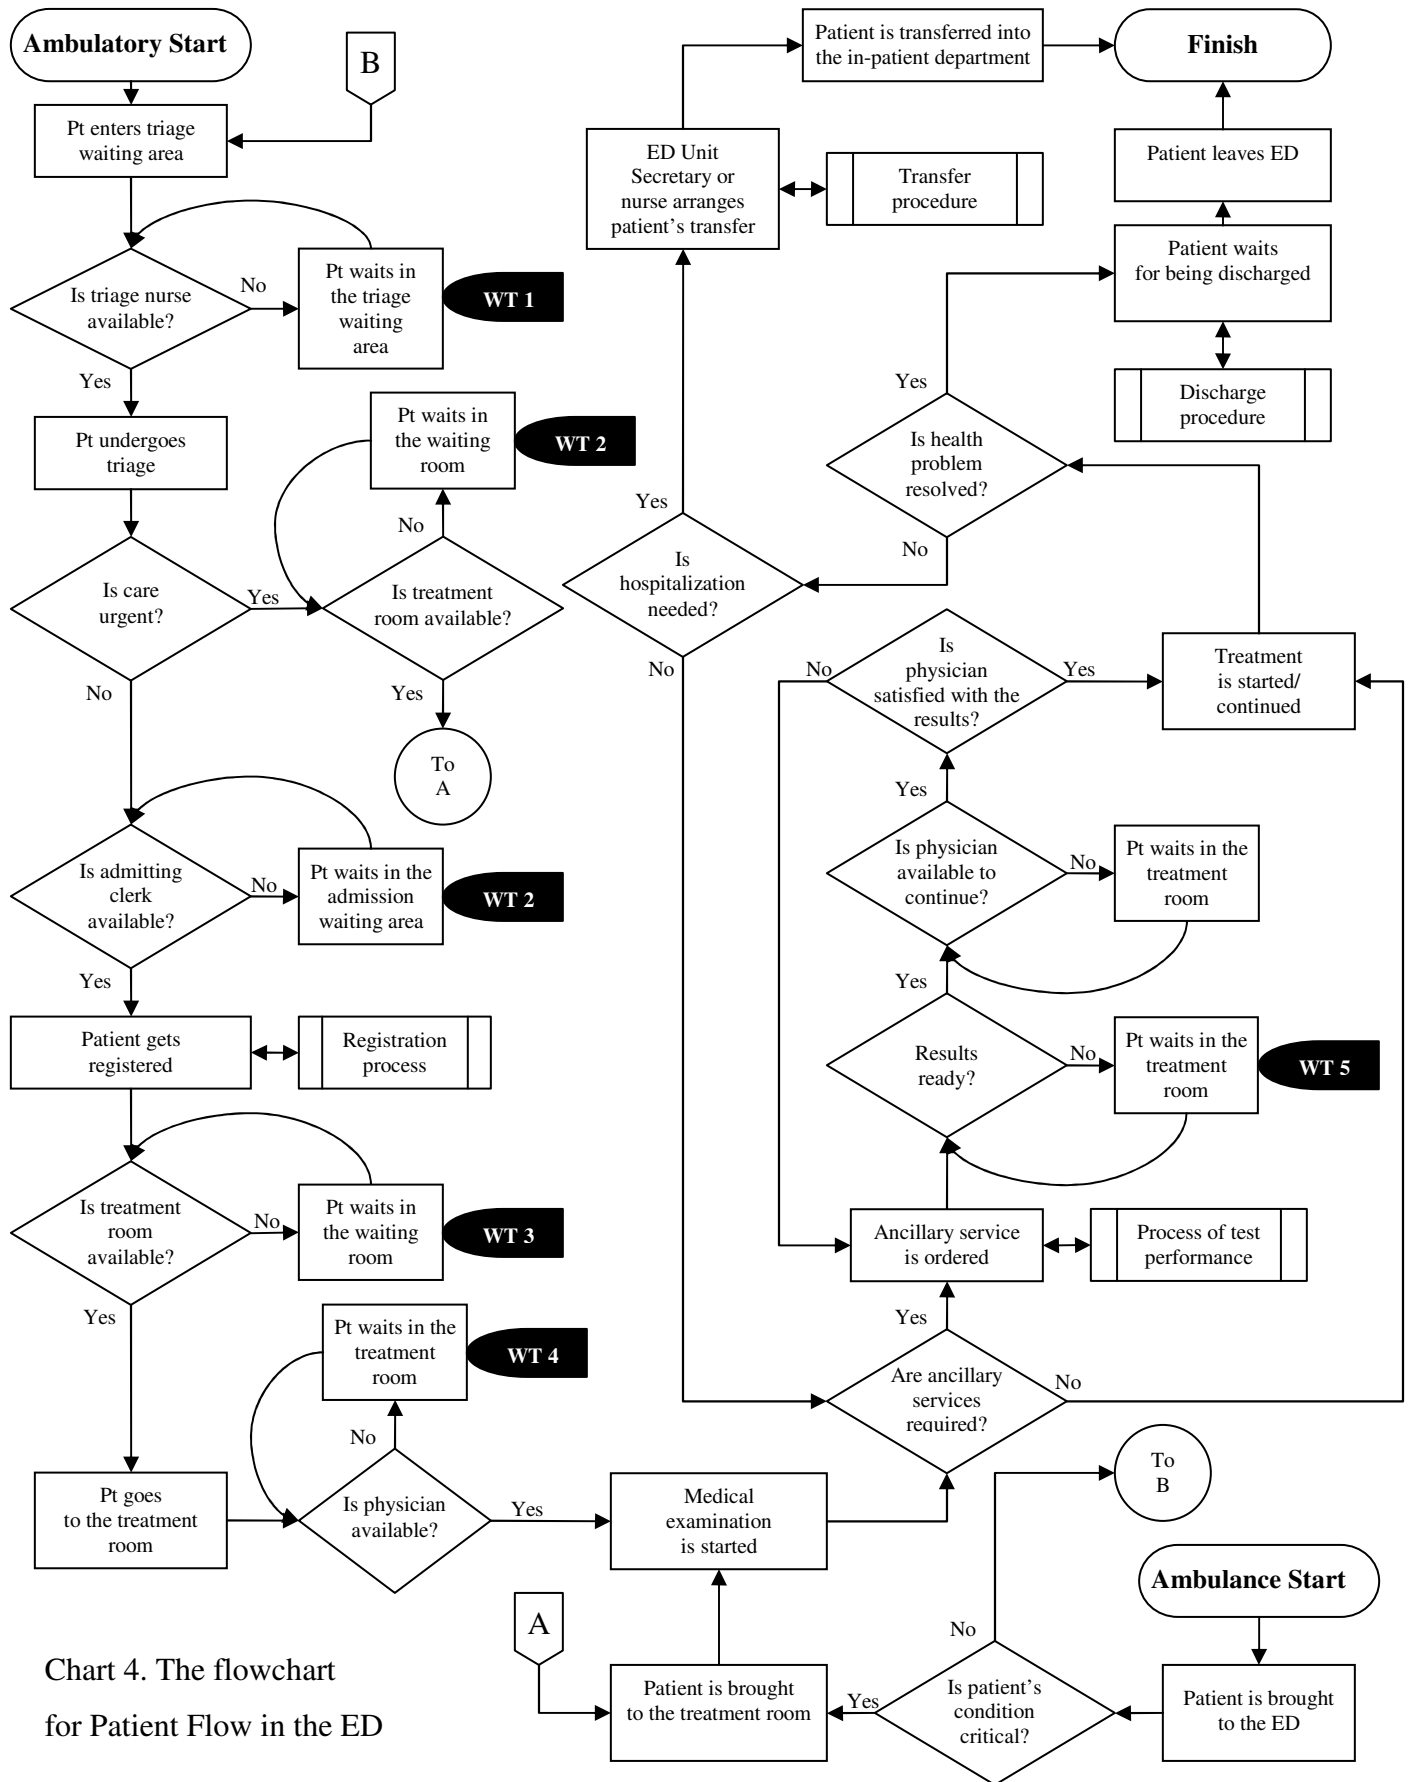 Ambulatory Start
B
Pt enters triage
waiting area
Is triage nurse
available?
No
Pt waits in
the triage
waiting
area
WT 1
Yes
Pt undergoes
triage
Pt waits in
the waiting
room
WT 2
Is care
urgent?
Yes
No
Is treatment
room available?
No
Yes
To
A
Is admitting
clerk
available?
No
Pt waits in the
admission
waiting area
WT 2
Yes
Patient gets
registered
Registration
process
Is treatment
room
available?
No
Pt waits in
the waiting
room
WT 3
Yes
Pt waits in the
treatment
room
WT 4
No
Pt goes
to the treatment
room
Is physician
available?
Yes
Medical
examination
is started
Patient is transferred into
the in-patient department
Finish
ED Unit
Secretary or
nurse arranges
patient's transfer
Transfer
procedure
Patient leaves ED
Patient waits
for being discharged
Discharge
procedure
Yes
Is health
problem
resolved?
No
Yes
Is
hospitalization
needed?
No
No
Is
physician
satisfied with the
results?
Yes
Treatment
is started/
continued
Yes
Is physician
available to
continue?
No
Pt waits in the
treatment
room
Yes
Results
ready?
No
Pt waits in the
treatment
room
WT 5
Ancillary service
is ordered
Process of test
performance
Yes
Are ancillary
services
required?
No
To
B
Ambulance Start
A
No
Patient is brought
to the treatment room
Yes
Is patient's
condition
critical?
Patient is brought
to the ED
Chart 4. The flowchart
for Patient Flow in the ED